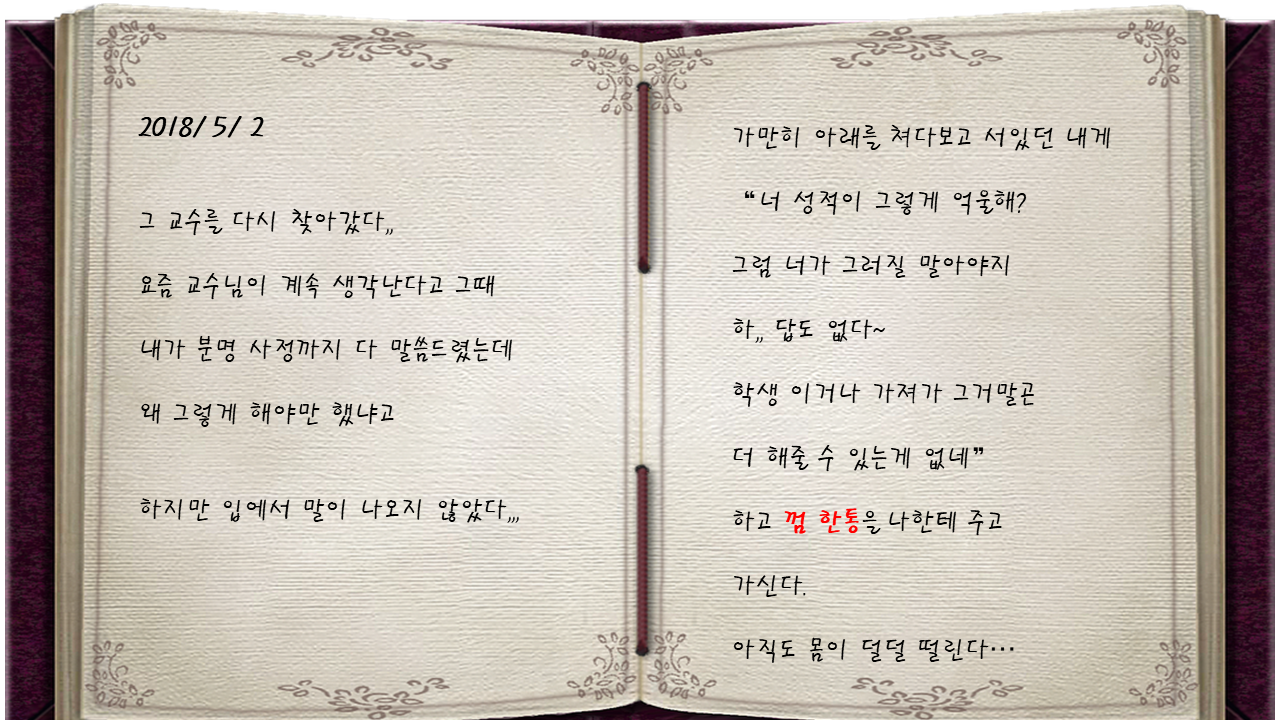 2018/ 5/ 2
그 교수를 다시 찾아갔다,,
요즘 교수님이 계속 생각난다고 그때
내가 분명 사정까지 다 말씀드렸는데
왜 그렇게 해야만 했냐고
하지만 입에서 말이 나오지 않았다,,,
가만히 아래를 쳐다보고 서있던 내게
“너 성적이 그렇게 억울해?
그럼 너가 그러질 말아야지
하,, 답도 없다~
학생 이거나 가져가 그거말곤
더 해줄 수 있는게 없네”
하고 껌 한통을 나한테 주고
가신다.
아직도 몸이 덜덜 떨린다…